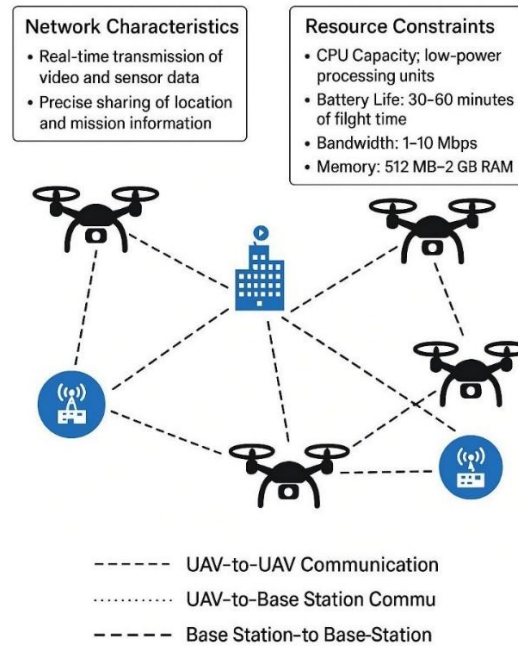 Network Characteristics
• Real-time transmission of
video and sensor data
• Precise sharing of location
and mission information
Resource Constraints
• CPU Capacity; low-power
processing units
• Battery Life: 30–60 minutes
of filght time
• Bandwidth: 1–10 Mbps
• Memory: 512 MB–2 GB RAM
UAV-to-UAV Communication
UAV-to-Base Station Commu
Base Station-to Base-Station